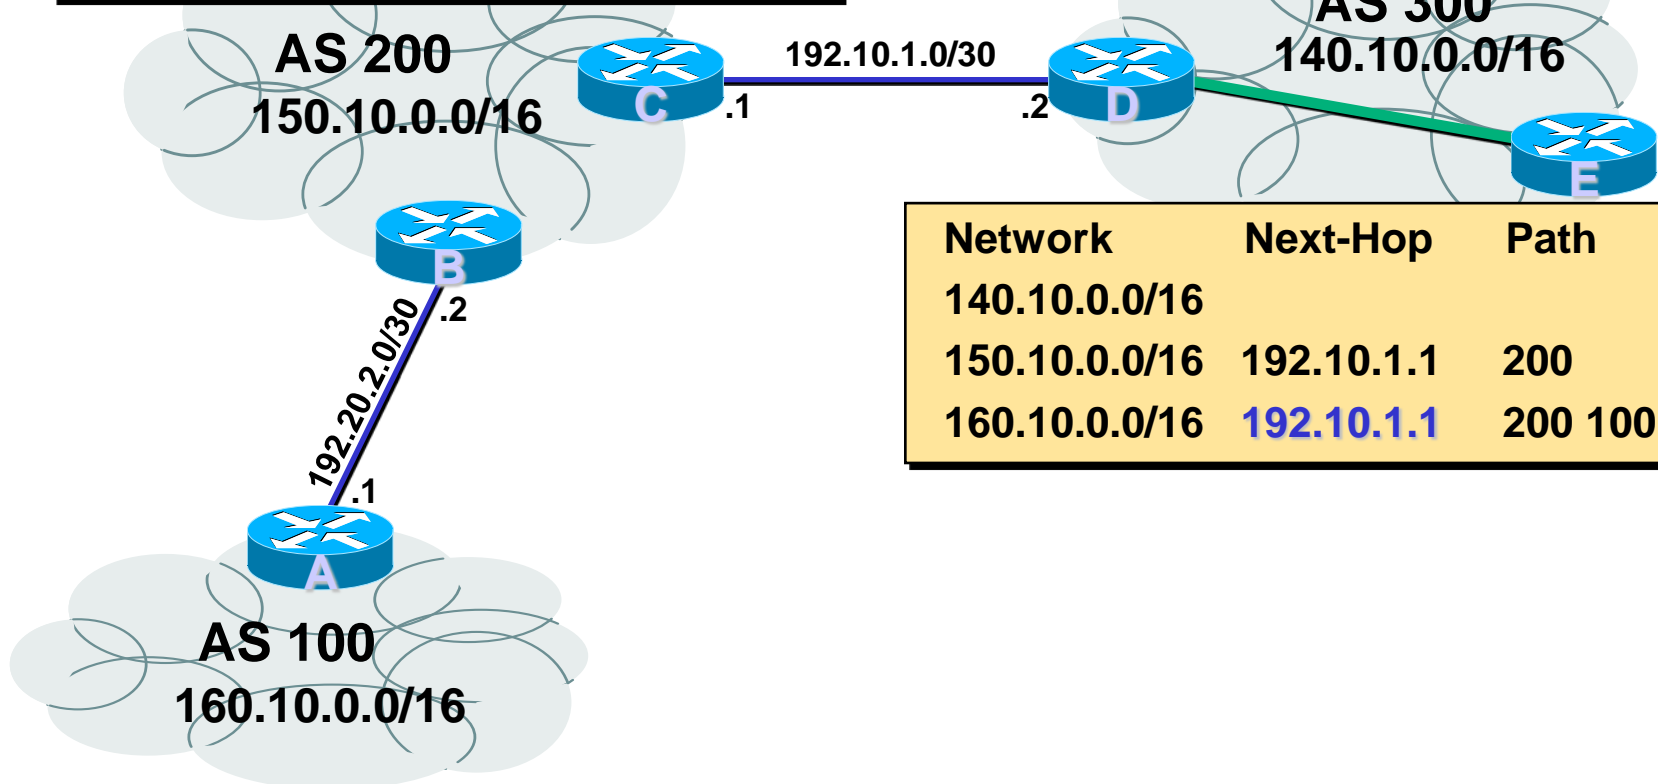 AS 300
140.10.0.0/16
AS 200
150.10.0.0/16
192.10.1.0/30
C
.1
.2
D
E
B
.2
192.20.2.0/30
.1
A
AS 100
160.10.0.0/16
Network Next-Hop Path
140.10.0.0/16
150.10.0.0/16 192.10.1.1 200
160.10.0.0/16 192.10.1.1 200 100